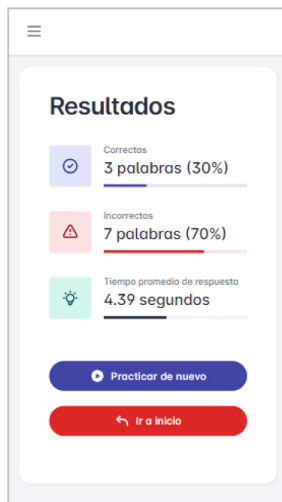 Resultados
Correctas
3 palabras (30%)
Incorrectas
7 palabras (70%)
Tiempo promedio de respuesta
4.39 segundos
Practicar de nuevo
Ir a inicio